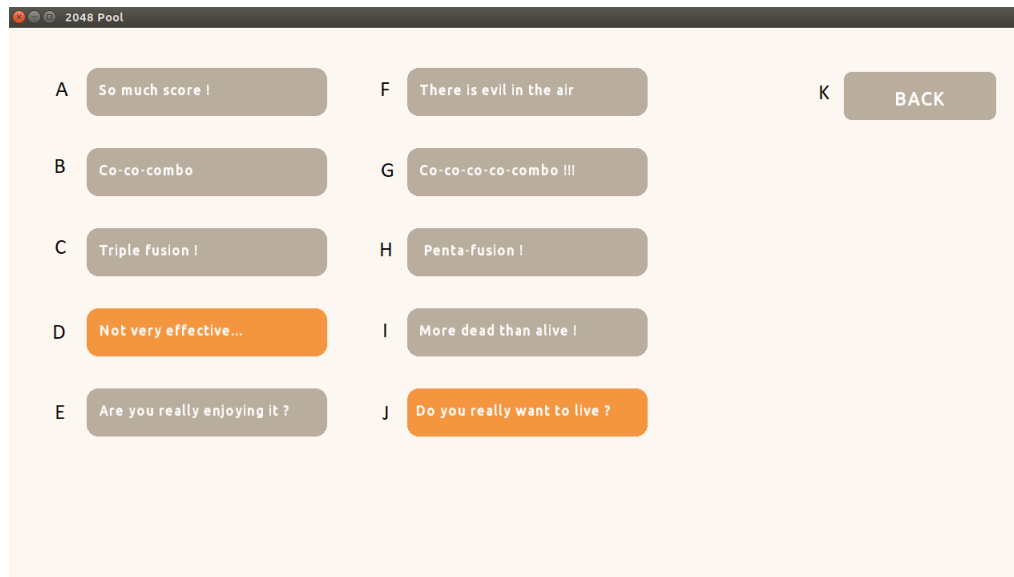 2048 Pool
A So much score !
F There is evil in the air
K BACK
B Co-co-combo
G Co-co-co-co-combo !!!
C Triple fusion !
H Penta-fusion !
D Not very effective...
I More dead than alive !
E Are you really enjoying it ?
J Do you really want to live ?